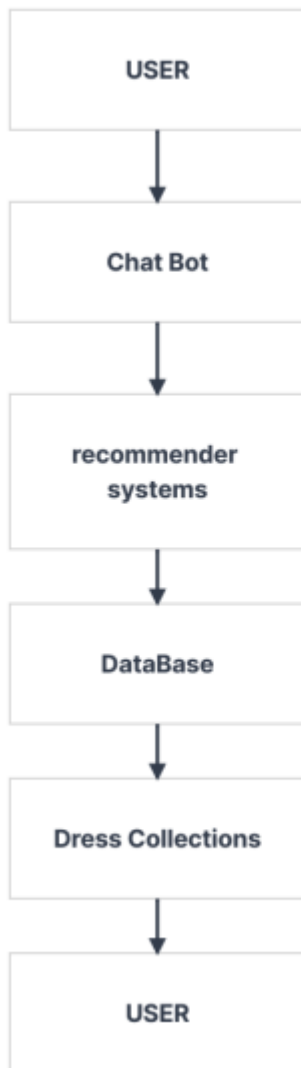 USER
Chat Bot
recommender
systems
DataBase
Dress Collections
USER